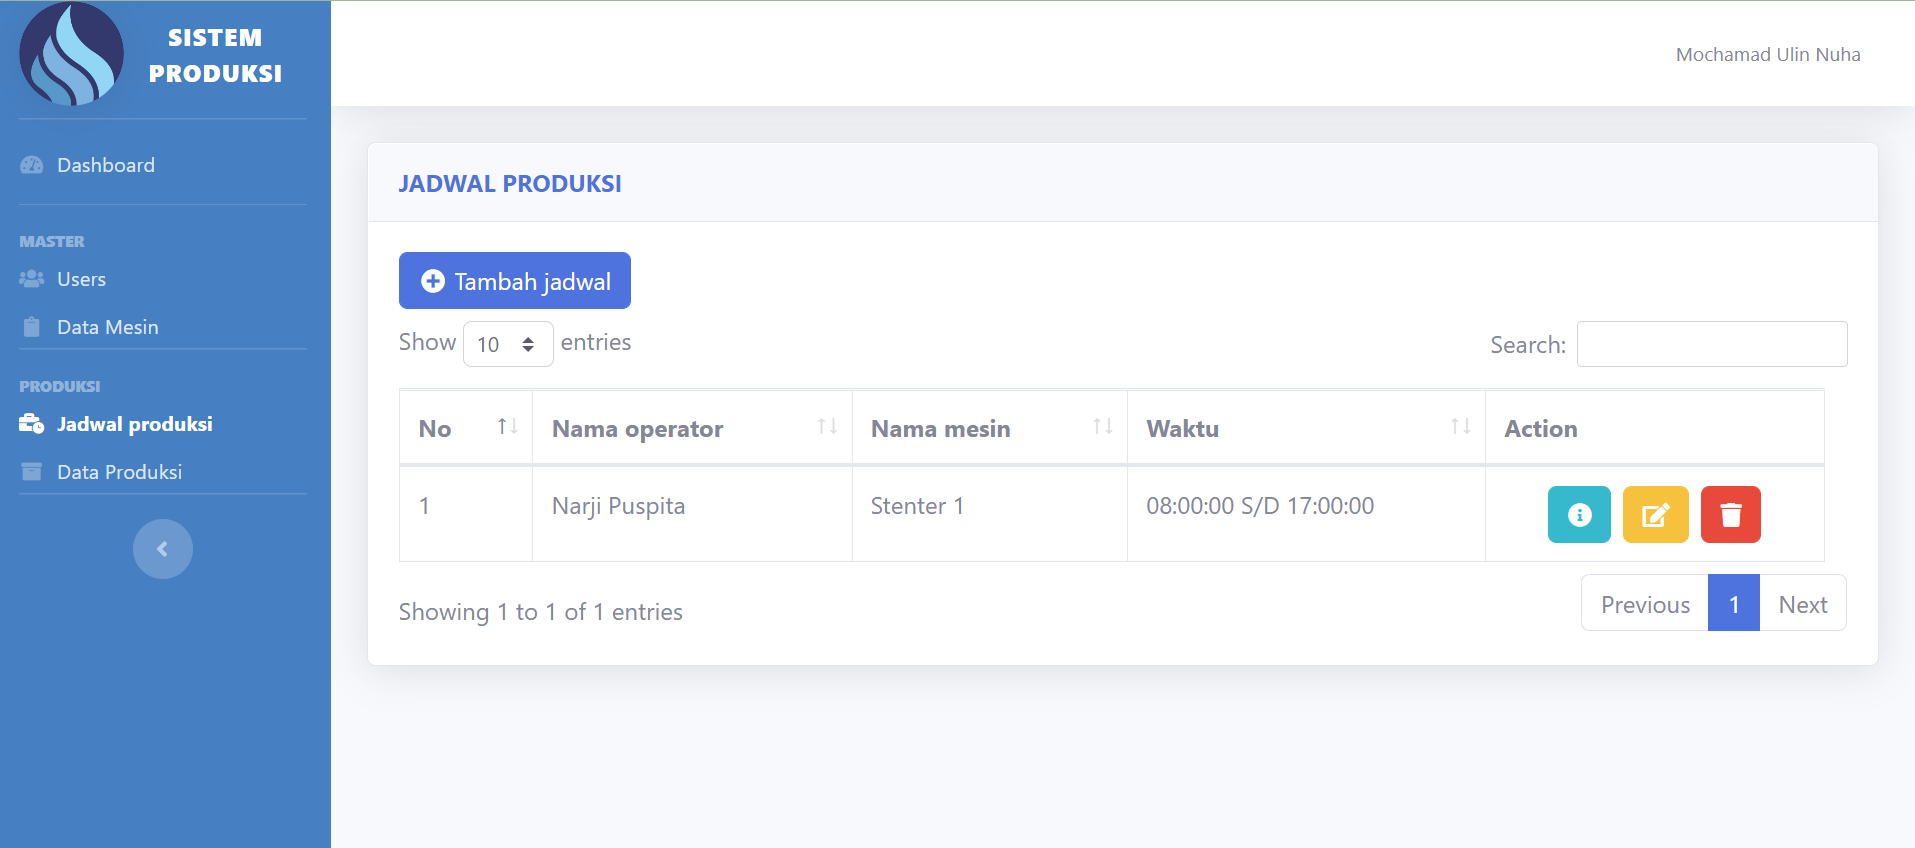 SISTEM
PRODUKSI
Mochamad Ulin Nuha
Dashboard
MASTER
Users
Data Mesin
PRODUKSI
Jadwal produksi
Data Produksi
JADWAL PRODUKSI
Tambah jadwal
Show 10 entries
Search:
No Nama operator Nama mesin Waktu Action
1 Narji Puspita Stenter 1 08:00:00 S/D 17:00:00
Showing 1 to 1 of 1 entries
Previous 1 Next